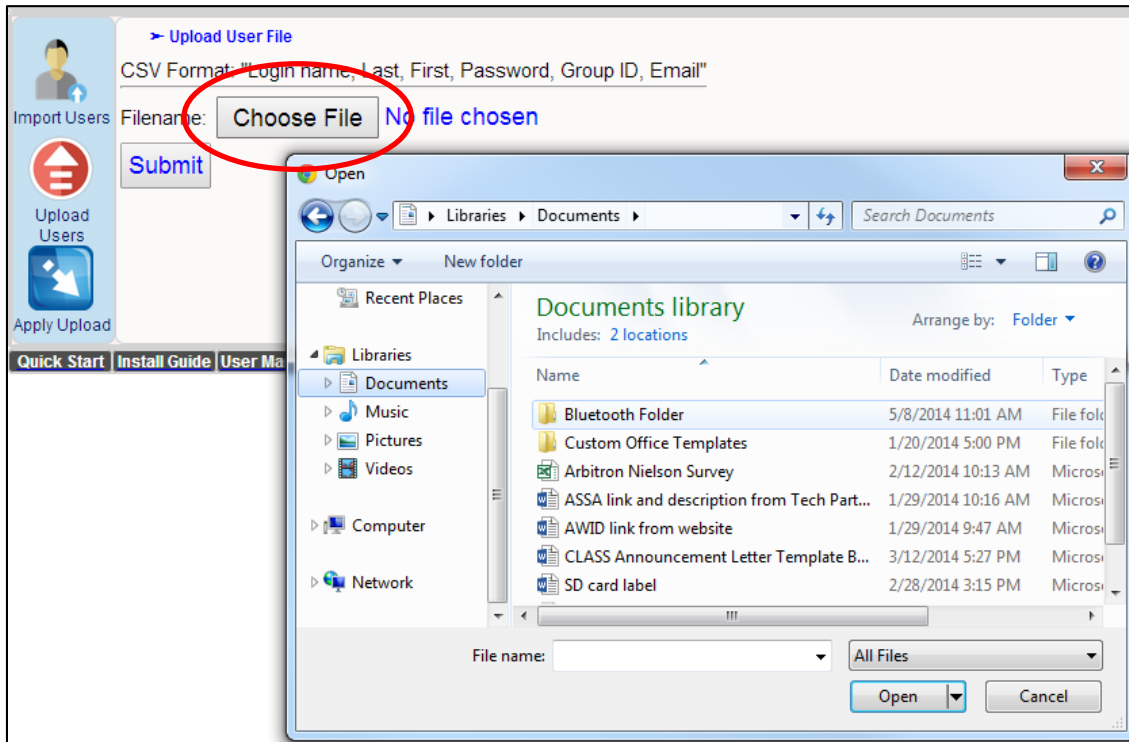 ➢ Upload User File
CSV Format: "Login name, Last, First, Password, Group ID, Email"
Import Users
Filename: Choose File No file chosen
Submit
Upload
Users
Apply Upload
Quick Start Install Guide User Ma
Open
Libraries Documents
Search Documents
Organize New folder
Recent Places
Libraries
Documents
Music
Pictures
Videos
Computer
Network
Documents library
Includes: 2 locations
Arrange by: Folder
Name Date modified Type
Bluetooth Folder 5/8/2014 11:01 AM File fold
Custom Office Templates 1/20/2014 5:00 PM File fold
Arbitron Nielson Survey 2/12/2014 10:13 AM Micros
ASSA link and description from Tech Part... 1/29/2014 10:16 AM Micros
AWID link from website 1/29/2014 9:47 AM Micros
CLASS Announcement Letter Template B... 3/12/2014 5:27 PM Micros
SD card label 2/28/2014 3:15 PM Micros
File name: All Files
Open Cancel